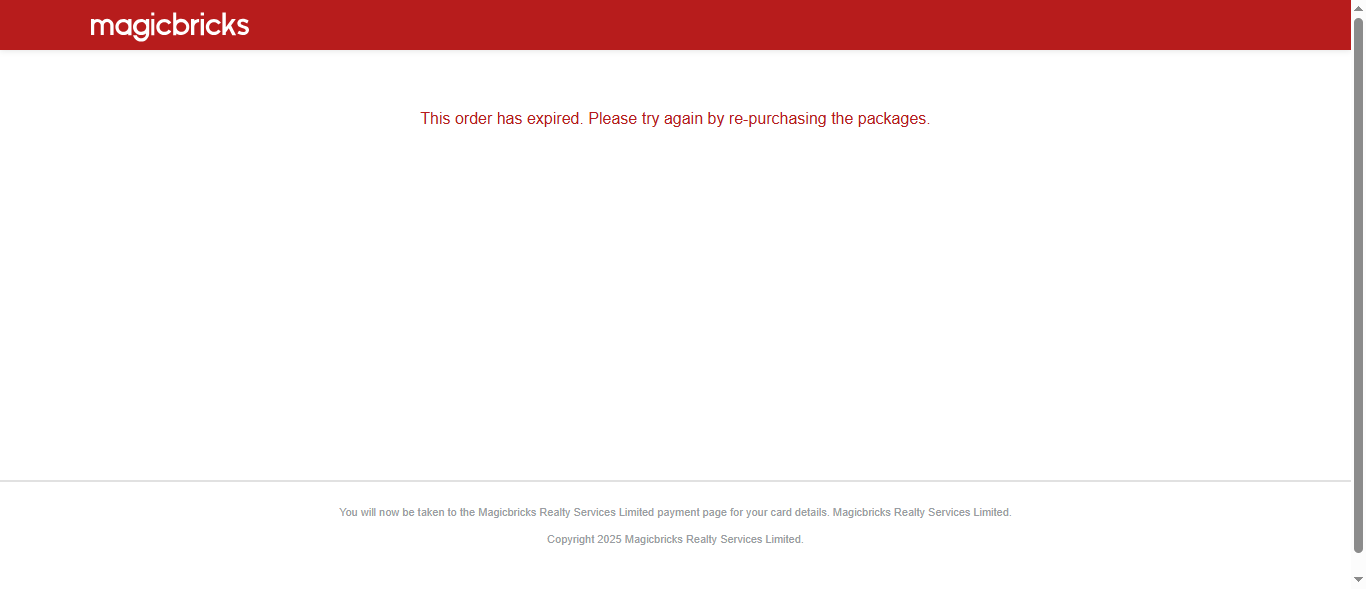 magicbricks
This order has expired. Please try again by re-purchasing the packages.
You will now be taken to the Magicbricks Realty Services Limited payment page for your card details. Magicbricks Realty Services Limited.
Copyright 2025 Magicbricks Realty Services Limited.